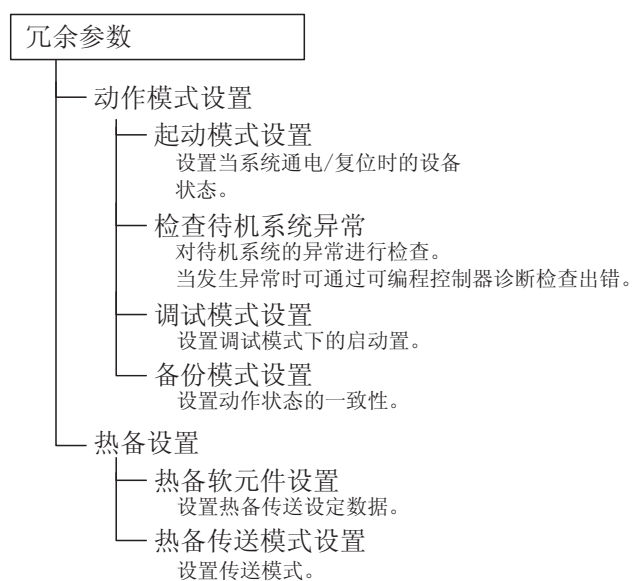 冗余参数
动作模式设置
起动模式设置
设置当系统通电/复位时的设备
状态。
检查待机系统异常
对待机系统的异常进行检查。
当发生异常时可通过可编程控制器诊断检查出错。
调试模式设置
设置调试模式下的启动置。
备份模式设置
设置动作状态的一致性。
热备设置
热备软元件设置
设置热备传送设定数据。
热备传送模式设置
设置传送模式。